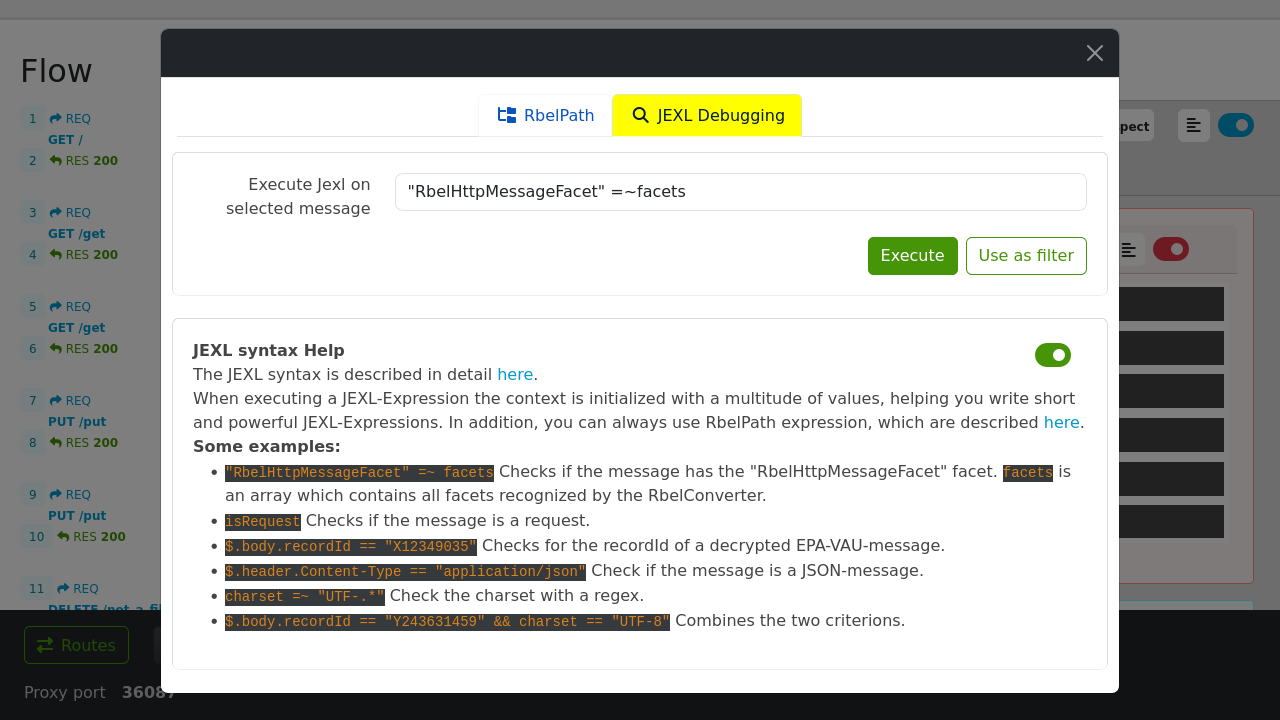 Flow
1 REQ
GET /
2 RES 200
3 REQ
GET /get
4 RES 200
5 REQ
GET /get
6 RES 200
7 REQ
PUT /put
8 RES 200
9 REQ
PUT /put
10 RES 200
11 REQ
Routes
Proxy port 36087
RbelPath JEXL Debugging
Execute Jexl on
selected message
"RbelHttpMessageFacet" =~facets
Execute Use as filter
JEXL syntax Help
The JEXL syntax is described in detail here.
When executing a JEXL-Expression the context is initialized with a multitude of values, helping you write short
and powerful JEXL-Expressions. In addition, you can always use RbelPath expression, which are described here.
Some examples:
• "RbelHttpMessageFacet" =~ facets Checks if the message has the "RbelHttpMessageFacet" facet. facets is
an array which contains all facets recognized by the RbelConverter.
• isRequest Checks if the message is a request.
• $.body.recordId == "X12349035" Checks for the recordId of a decrypted EPA-VAU-message.
• $.header.Content-Type == "application/json" Check if the message is a JSON-message.
• charset =~ "UTF-.*" Check the charset with a regex.
• $.body.recordId == "Y243631459" && charset == "UTF-8" Combines the two criterions.